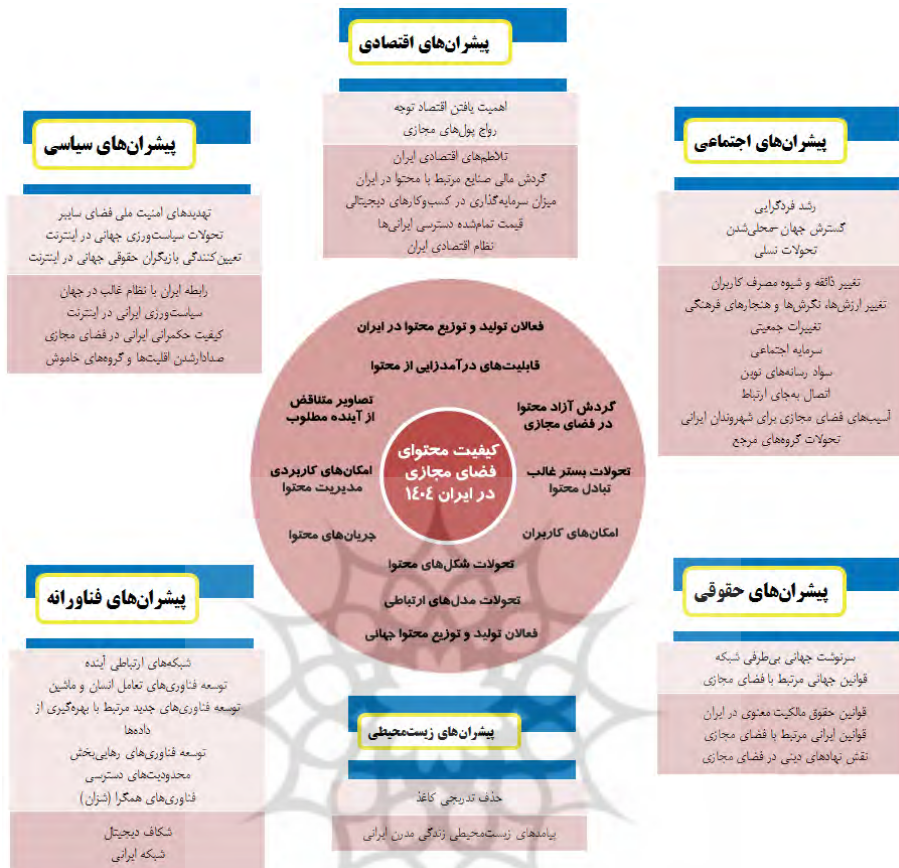 پیشران‌های اقتصادی
اهمیت یافتن اقتصاد توجه
رواج پول‌های مجازی
تلاطم‌های اقتصادی ایران
گردش مالی صنایع مرتبط با محتوا در ایران
میزان سرمایه‌گذاری در کسب‌وکارهای دیجیتالی
قیمت تمام‌شده دسترسی ایرانی‌ها
نظام اقتصادی ایران
پیشران‌های اجتماعی
رشد فردگرایی
گسترش جهان-محلی‌شدن
تحولات نسلی
تغییر ذائقه و شیوه مصرف کاربران
تغییر ارزش‌ها، نگرش‌ها و هنجارهای فرهنگی
تغییرات جمعیتی
سرمایه اجتماعی
سواد رسانه‌های نوین
اتصال به‌جای ارتباط
آسیب‌های فضای مجازی برای شهروندان ایرانی
تحولات گروه‌های مرجع
پیشران‌های سیاسی
تهدیدهای امنیت ملی فضای سایبر
تحولات سیاست‌ورزی جهانی در اینترنت
تعیین‌کنندگی بازیگران حقوقی جهانی در اینترنت
رابطه ایران با نظام غالب در جهان
سیاست‌ورزی ایرانی در اینترنت
کیفیت حکمرانی ایرانی در فضای مجازی
صدادارشدن اقلیت‌ها و گروه‌های خاموش
فعالان تولید و توزیع محتوا در ایران
قابلیت‌های درآمدزایی از محتوا
گردش آزاد محتوا
در فضای مجازی
تصاویر متناقض
از آینده مطلوب
کیفیت محتوای
فضای مجازی
در ایران ۱۴۰۴
تحولات بستر غالب
تبادل محتوا
امکان‌های کاربردی
مدیریت محتوا
امکان‌های کاربران
جریان‌های محتوا
تحولات شکل‌های محتوا
تحولات مدل‌های ارتباطی
فعالان تولید و توزیع محتوا جهانی
پیشران‌های حقوقی
سرنوشت جهانی بی‌طرفی شبکه
قوانین جهانی مرتبط با فضای مجازی
قوانین حقوق مالکیت معنوی در ایران
قوانین ایرانی مرتبط با فضای مجازی
نقش نهادهای دینی در فضای مجازی
پیشران‌های زیست‌محیطی
حذف تدریجی کاغذ
پیامدهای زیست‌محیطی زندگی مدرن ایرانی
پیشران‌های فناورانه
شبکه‌های ارتباطی آینده
توسعه فناوری‌های تعامل انسان و ماشین
توسعه فناوری‌های جدید مرتبط با بهره‌گیری از
داده‌ها
توسعه فناوری‌های رهایی‌بخش
محدودیت‌های دسترسی
فناوری‌های همگرا (شزان)
شکاف دیجیتال
شبکه ایرانی